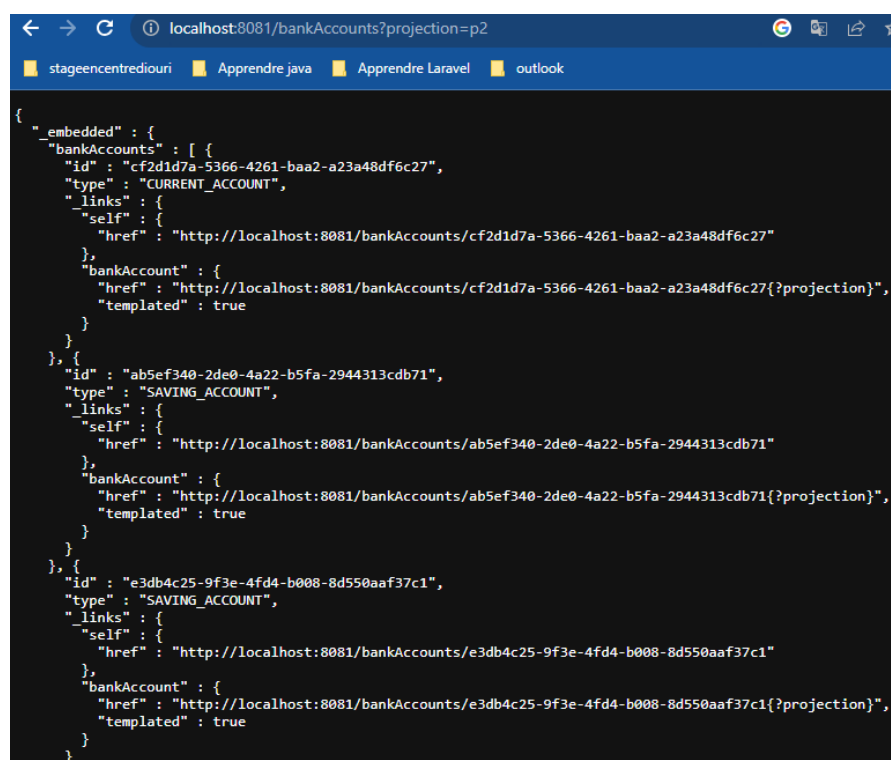 localhost:8081/bankAccounts?projection=p2
stageencentrediouri Apprendre java Apprendre Laravel outlook
{
  "_embedded" : {
    "bankAccounts" : [ {
      "id" : "cf2d1d7a-5366-4261-baa2-a23a48df6c27",
      "type" : "CURRENT_ACCOUNT",
      "_links" : {
        "self" : {
          "href" : "http://localhost:8081/bankAccounts/cf2d1d7a-5366-4261-baa2-a23a48df6c27"
        },
        "bankAccount" : {
          "href" : "http://localhost:8081/bankAccounts/cf2d1d7a-5366-4261-baa2-a23a48df6c27{?projection}",
          "templated" : true
        }
      }
    }, {
      "id" : "ab5ef340-2de0-4a22-b5fa-2944313cdb71",
      "type" : "SAVING_ACCOUNT",
      "_links" : {
        "self" : {
          "href" : "http://localhost:8081/bankAccounts/ab5ef340-2de0-4a22-b5fa-2944313cdb71"
        },
        "bankAccount" : {
          "href" : "http://localhost:8081/bankAccounts/ab5ef340-2de0-4a22-b5fa-2944313cdb71{?projection}",
          "templated" : true
        }
      }
    }, {
      "id" : "e3db4c25-9f3e-4fd4-b008-8d550aaf37c1",
      "type" : "SAVING_ACCOUNT",
      "_links" : {
        "self" : {
          "href" : "http://localhost:8081/bankAccounts/e3db4c25-9f3e-4fd4-b008-8d550aaf37c1"
        },
        "bankAccount" : {
          "href" : "http://localhost:8081/bankAccounts/e3db4c25-9f3e-4fd4-b008-8d550aaf37c1{?projection}",
          "templated" : true
        }
      }